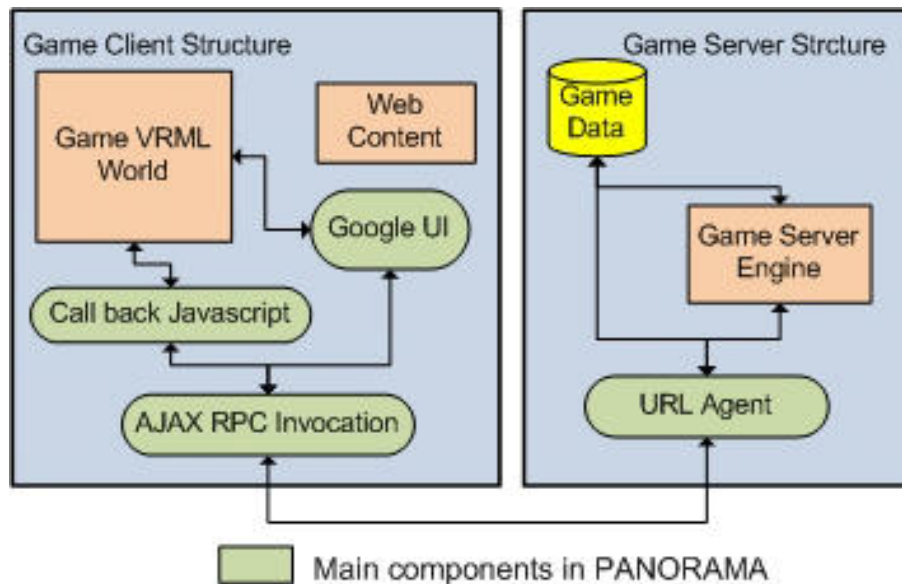 Game Client Structure
Game VRML
World
Web
Content
Google UI
Call back Javascript
AJAX RPC Invocation
Game Server Strcture
Game
Data
Game Server
Engine
URL Agent
Main components in PANORAMA